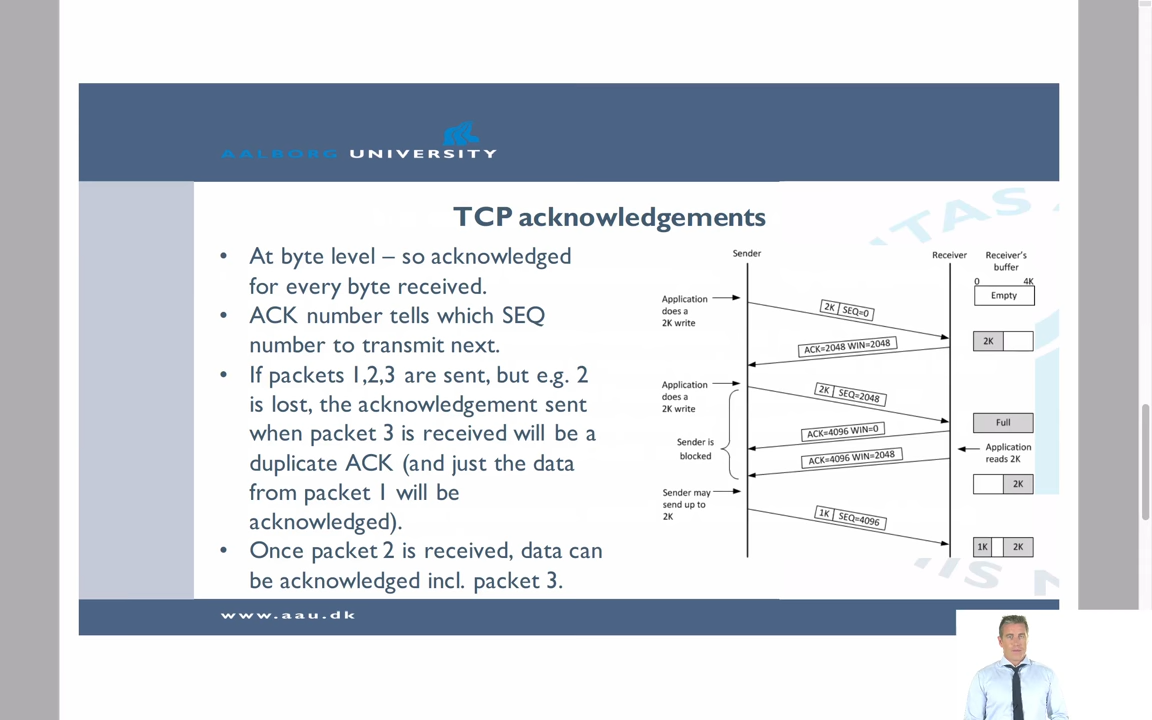 AALBORG UNIVERSITY
TCP acknowledgements
• At byte level – so acknowledged
for every byte received.
• ACK number tells which SEQ
number to transmit next.
• If packets 1,2,3 are sent, but e.g. 2
is lost, the acknowledgement sent
when packet 3 is received will be a
duplicate ACK (and just the data
from packet 1 will be
acknowledged).
• Once packet 2 is received, data can
be acknowledged incl. packet 3.
Sender
Receiver
Receiver's
buffer
0 4K
Empty
Application
does a
2K write
2K SEQ=0
2K
ACK=2048 WIN=2048
Application
does a
2K write
2K SEQ=2048
Full
ACK=4096 WIN=0
Sender is
blocked
Application
reads 2K
ACK=4096 WIN=2048
2K
Sender may
send up to
2K
1K SEQ=4096
1K 2K
www.aau.dk